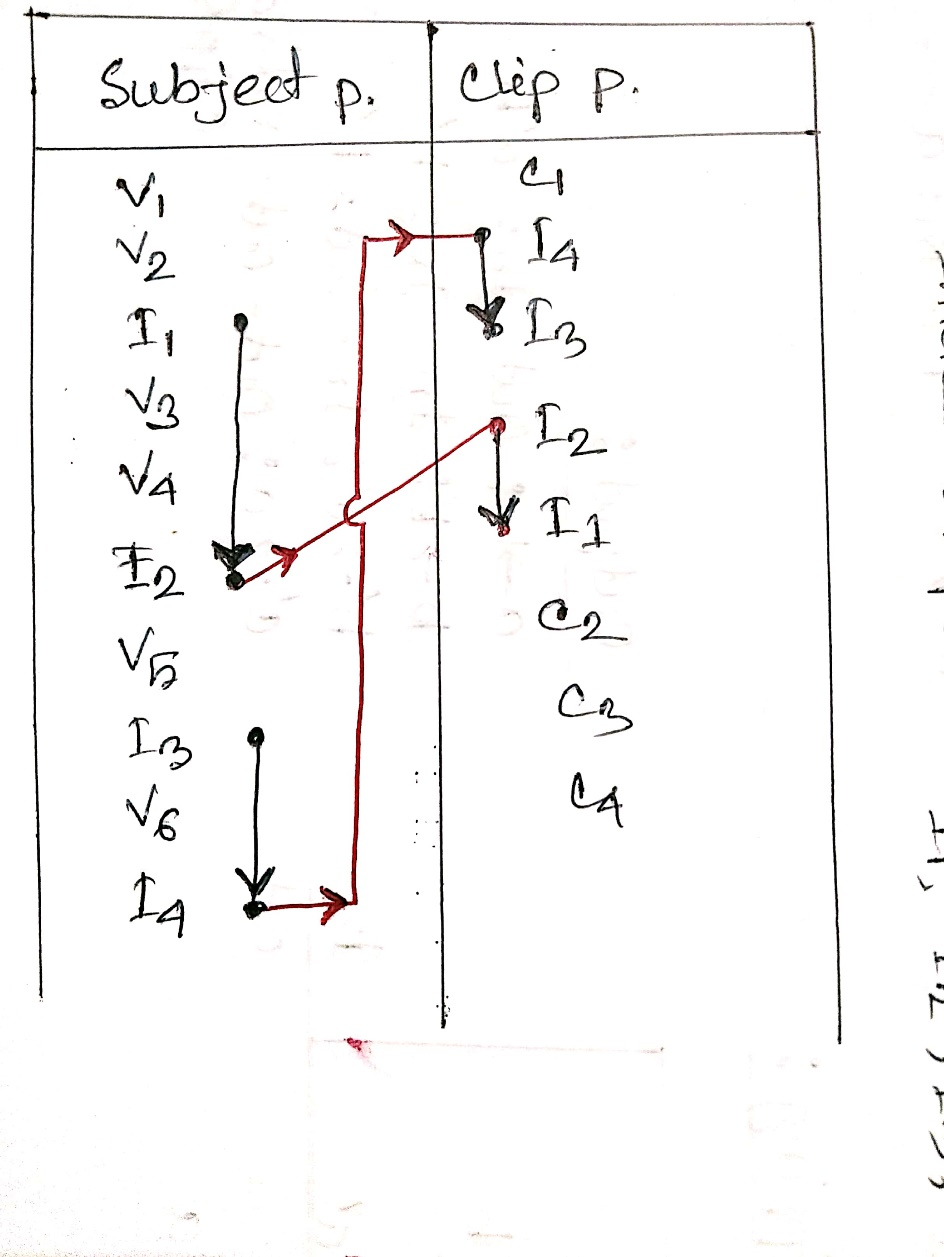 Subject p. Clip p.
V1 C1
V2 I4
I1 I3
V3 I2
V4 I1
I2 C2
V5 C3
I3 C4
V6
I4